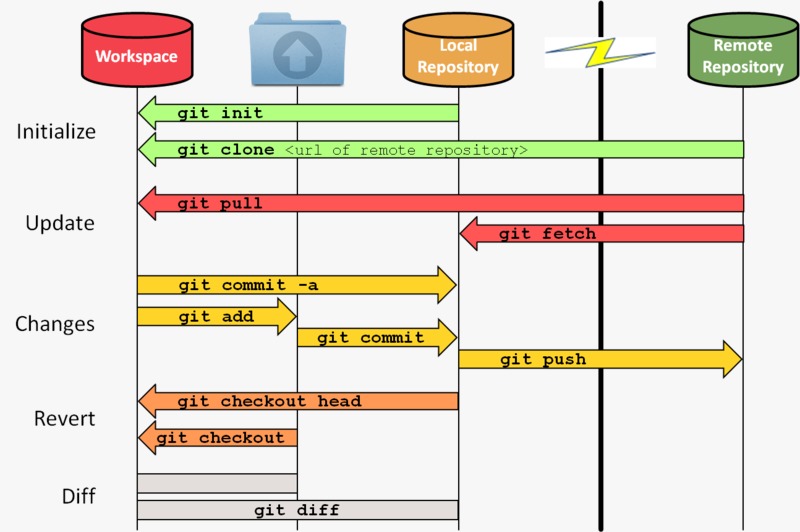 Workspace
Local
Repository
Remote
Repository
Initialize
git init
git clone <url of remote repository>
Update
git pull
git fetch
Changes
git commit -a
git add
git commit
git push
Revert
git checkout head
git checkout
Diff
git diff